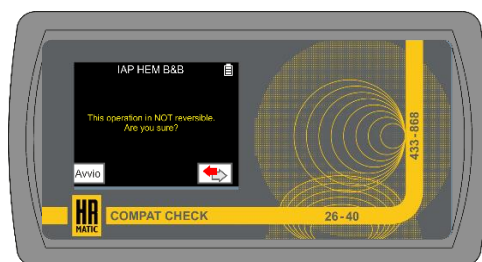 IAP HEM B&B
This operation in NOT reversible.
Are you sure?
Avvio
433-868
HR
MATIC
COMPAT CHECK
26-40